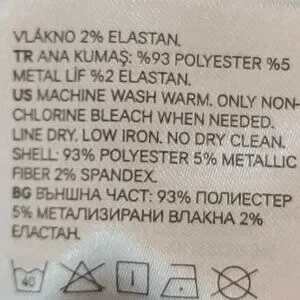 VLÁKNO 2% ELASTAN.
TR ANA KUMAŞ: %93 POLYESTER %5
METAL LİF %2 ELASTAN.
US MACHINE WASH WARM. ONLY NON-
CHLORINE BLEACH WHEN NEEDED.
LINE DRY. LOW IRON. NO DRY CLEAN.
SHELL: 93% POLYESTER 5% METALLIC
FIBER 2% SPANDEX.
BG ВЪНШНА ЧАСТ: 93% ПОЛИЕСТЕР
5% МЕТАЛИЗИРАНИ ВЛАКНА 2%
ЕЛАСТАН.
40